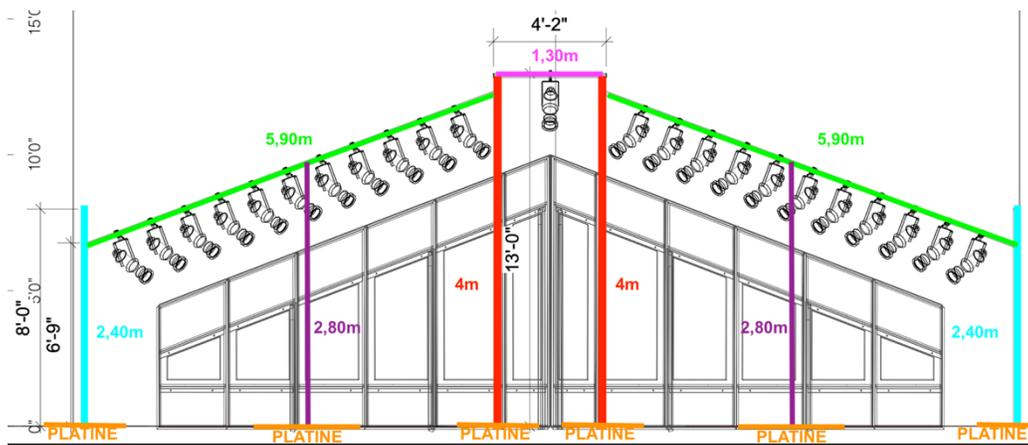 15'0
4'-2"
1,30m
5,90m
5,90m
10'0"
13'-0"
4m
4m
5'0"
8'-0"
6'-9"
2,40m
2,80m
2,80m
2,40m
0"
PLATINE
PLATINE
PLATINE
PLATINE
PLATINE
PLATINE